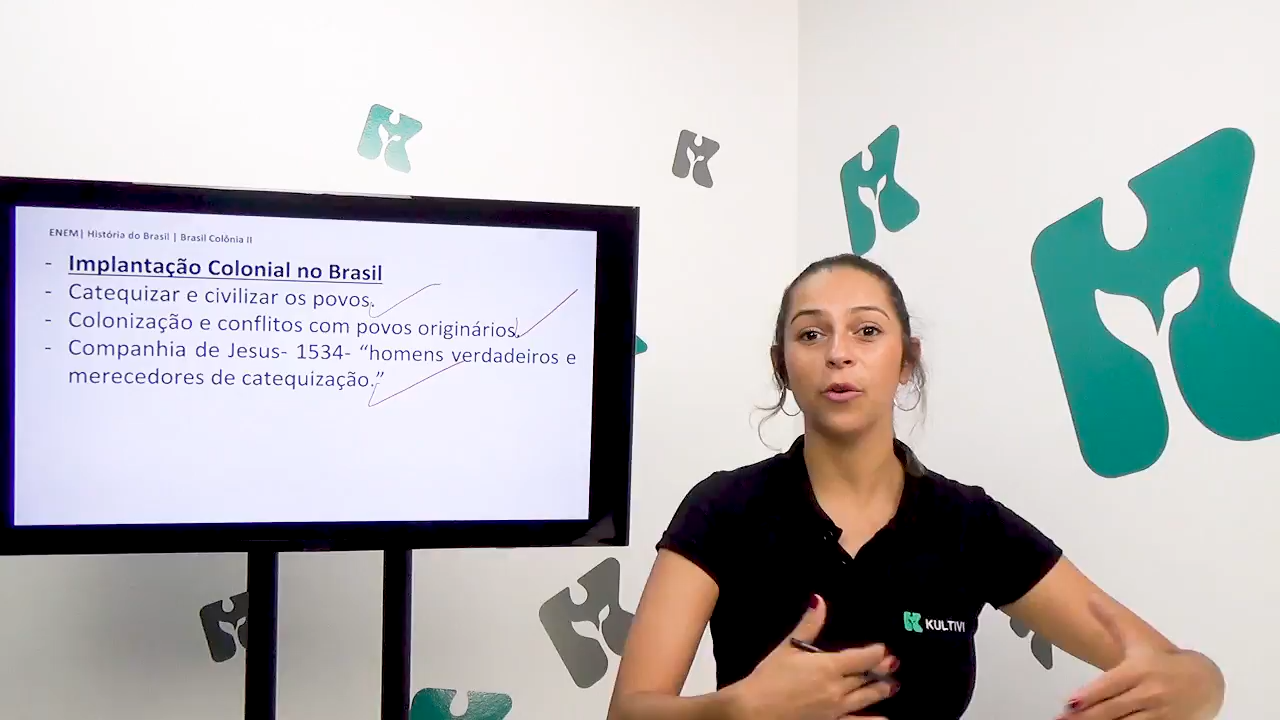 ENEM| História do Brasil | Brasil Colônia II
- Implantação Colonial no Brasil
- Catequizar e civilizar os povos.
- Colonização e conflitos com povos originários.
- Companhia de Jesus- 1534- “homens verdadeiros e
merecedores de catequização.”
KULTIVI